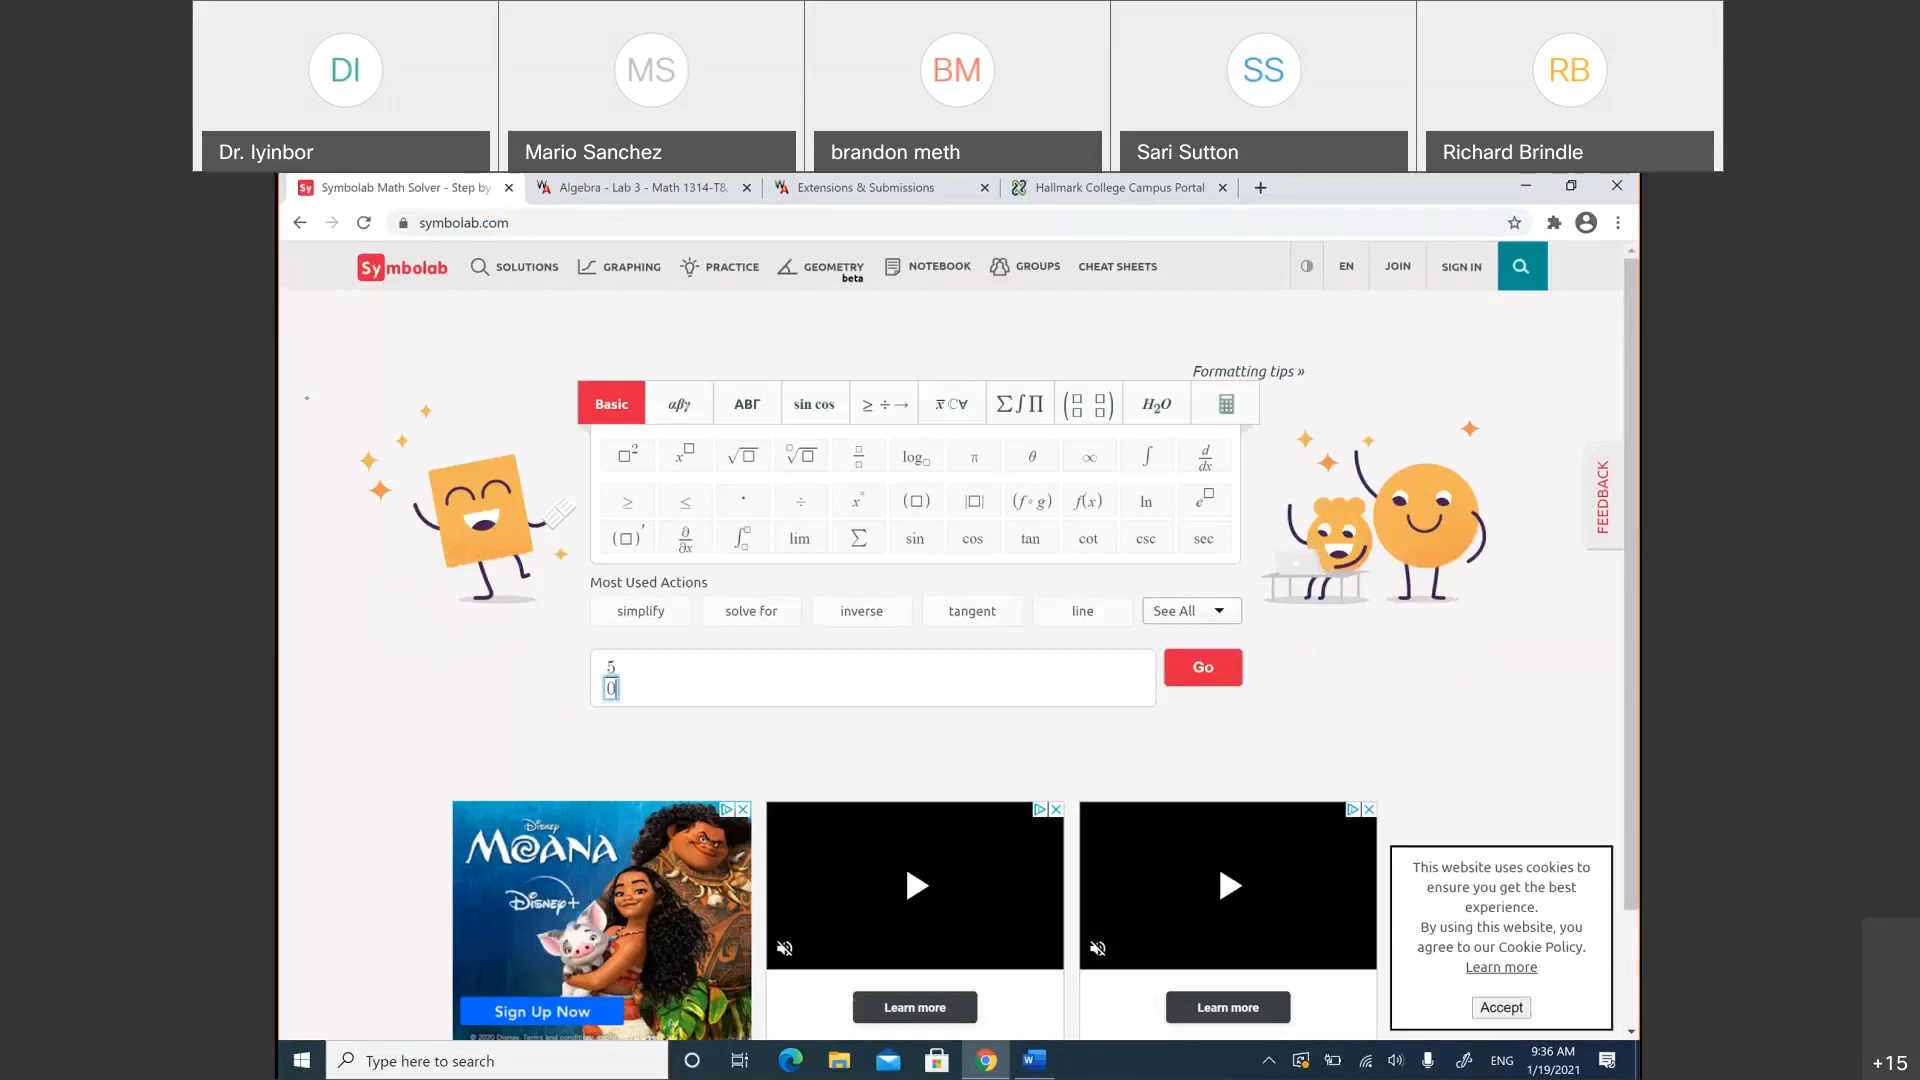 DI
MS
BM
SS
RB
Dr. Iyinbor
Mario Sanchez
brandon meth
Sari Sutton
Richard Brindle
Sy
Symbolab Math Solver - Step by
Algebra - Lab 3 - Math 1314-T8,
Extensions & Submissions
Hallmark College Campus Portal
symbolab.com
Symbolab
SOLUTIONS
GRAPHING
PRACTICE
GEOMETRY
beta
NOTEBOOK
GROUPS
CHEAT SHEETS
EN
JOIN
SIGN IN
Formatting tips »
Basic
αβγ
ΑΒΓ
sin cos
≥ ÷ →
x̅ ℂ∀
∑ ∫ ∏
(□ □ □ □)
H₂O
□² x^□ √□ ^□√□ □/□ log_□ π θ ∞ ∫ d/dx
≥ ≤ · ÷ x° (□) |□| (f∘g) f(x) ln e^□
(□)′ ∂/∂x ∫_□^□ lim ∑ sin cos tan cot csc sec
FEEDBACK
Most Used Actions
simplify
solve for
inverse
tangent
line
See All
5
0
Go
Disney
MOANA
Disney+
Sign Up Now
Learn more
Learn more
This website uses cookies to
ensure you get the best
experience.
By using this website, you
agree to our Cookie Policy.
Learn more
Accept
Type here to search
W
ENG
9:36 AM
1/19/2021
+15